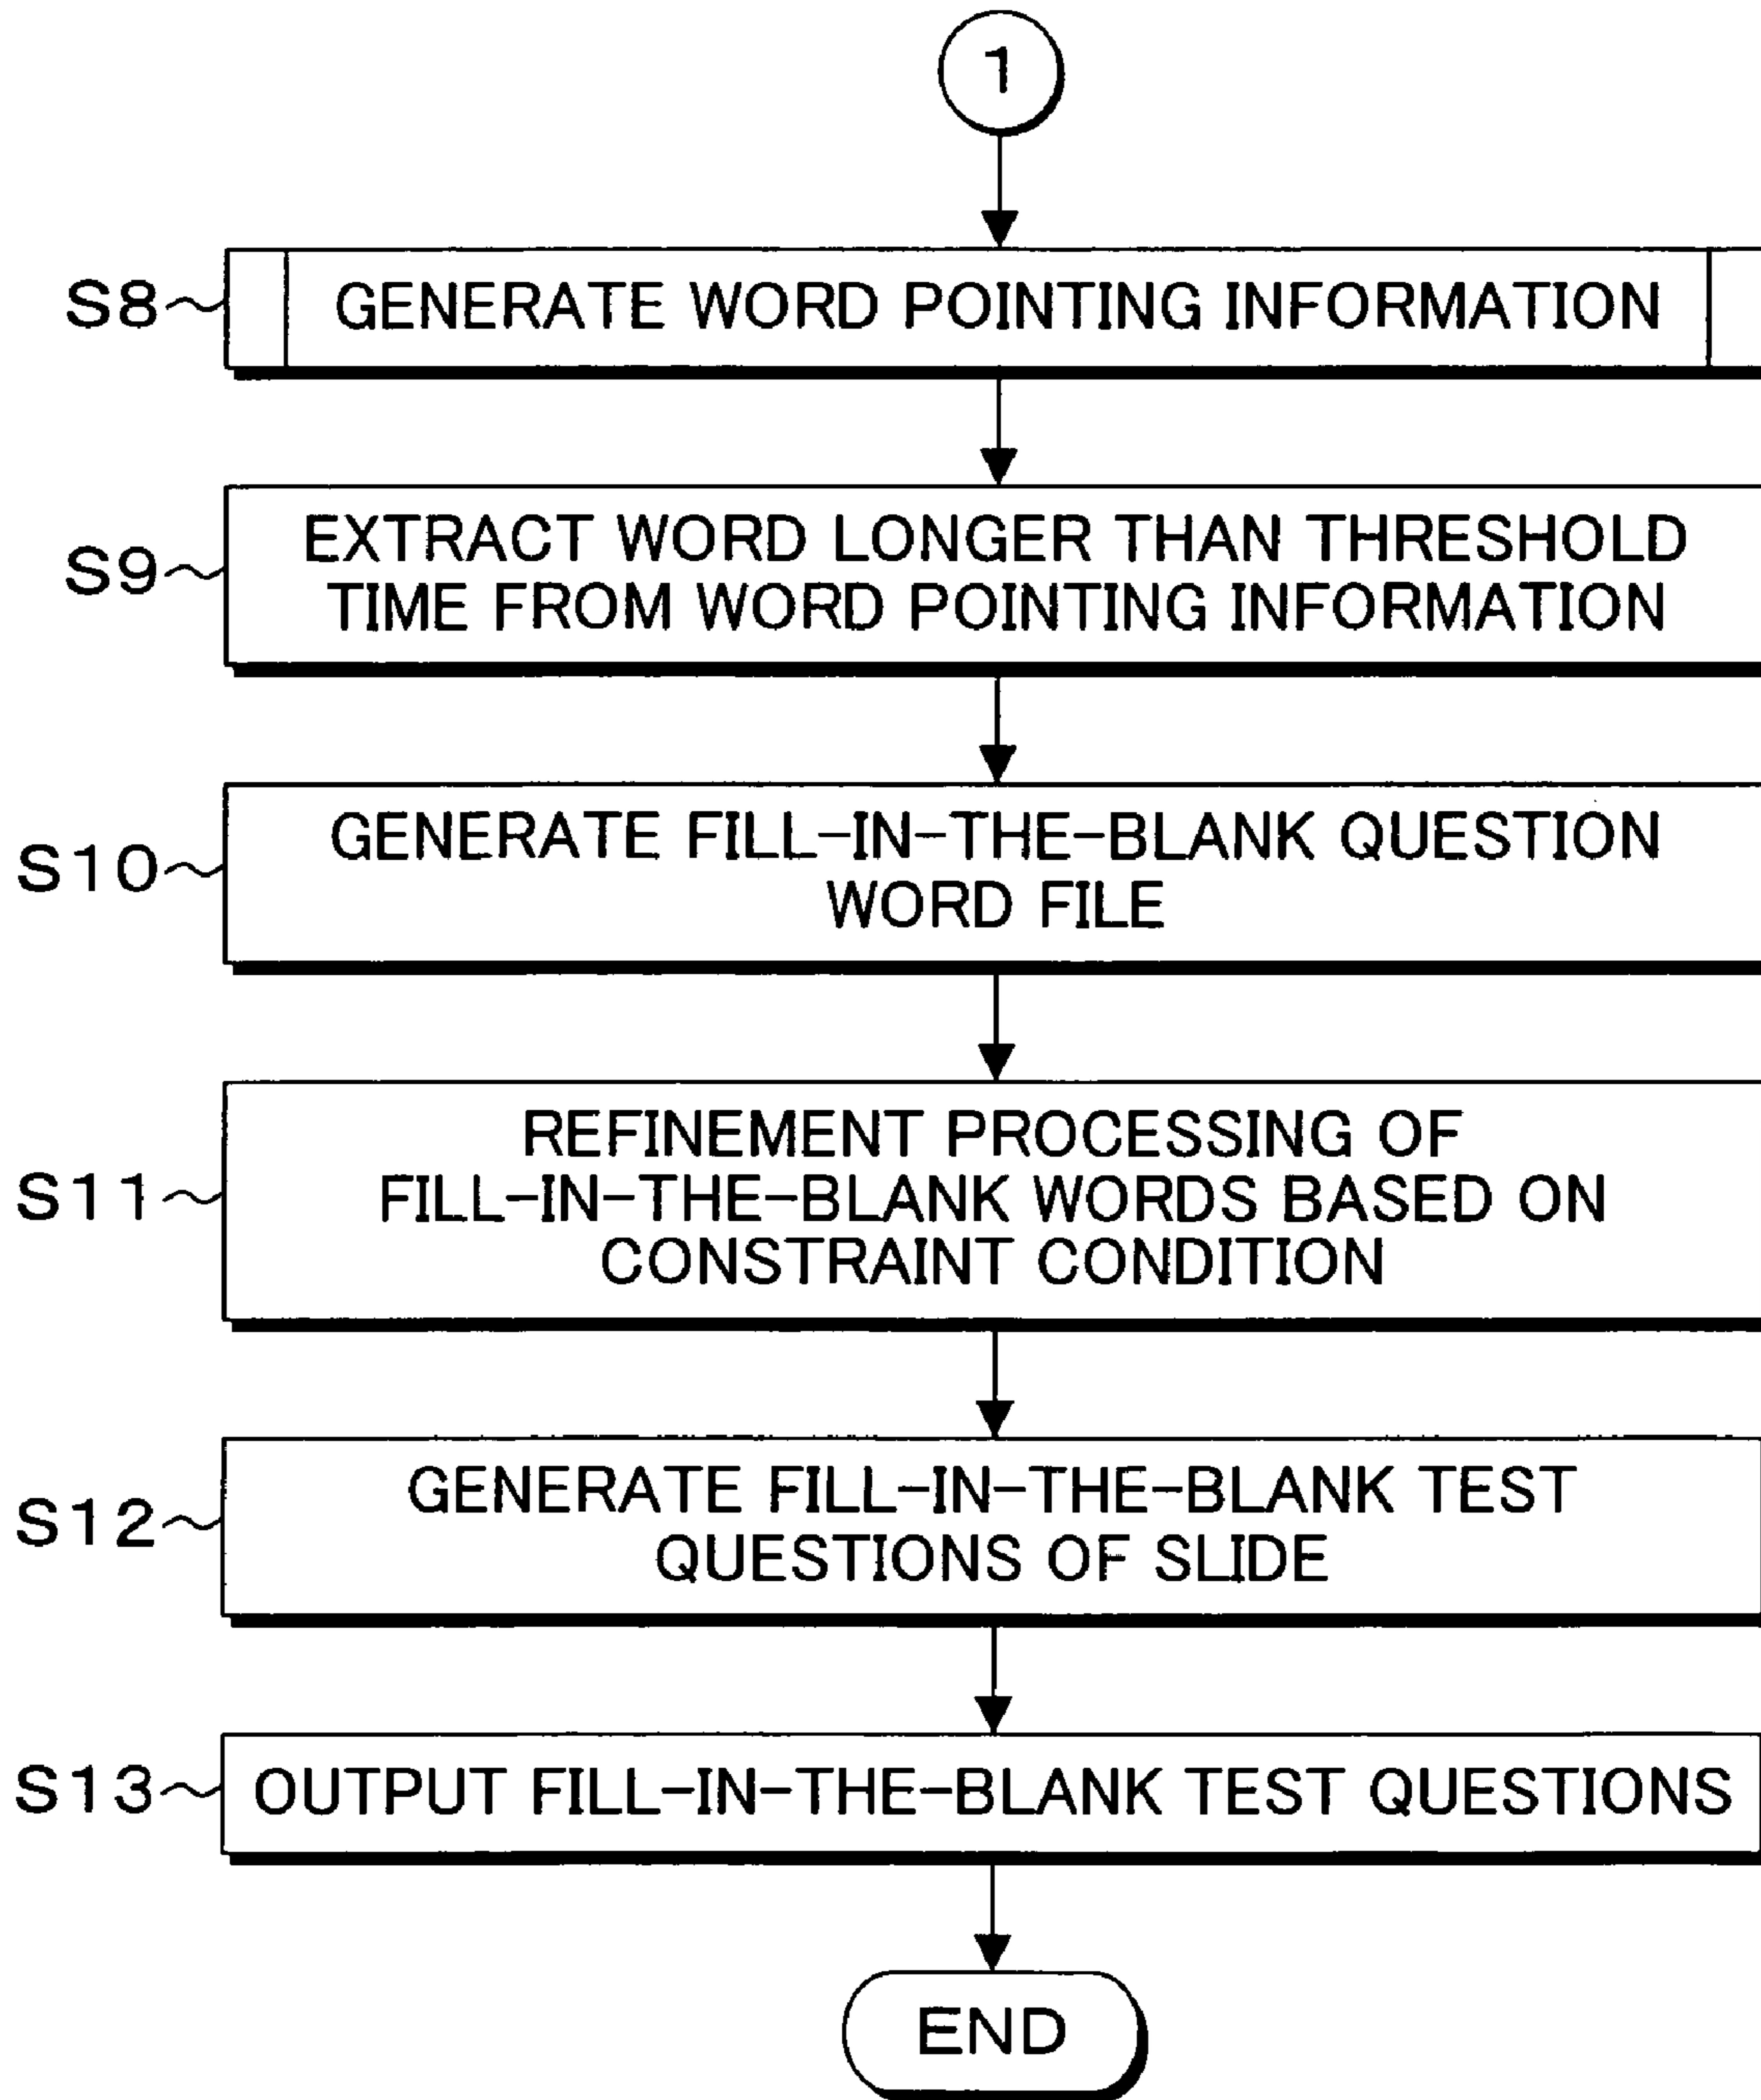 1
S8
GENERATE WORD POINTING INFORMATION
S9
EXTRACT WORD LONGER THAN THRESHOLD
TIME FROM WORD POINTING INFORMATION
S10
GENERATE FILL-IN-THE-BLANK QUESTION
WORD FILE
S11
REFINEMENT PROCESSING OF
FILL-IN-THE-BLANK WORDS BASED ON
CONSTRAINT CONDITION
S12
GENERATE FILL-IN-THE-BLANK TEST
QUESTIONS OF SLIDE
S13
OUTPUT FILL-IN-THE-BLANK TEST QUESTIONS
END